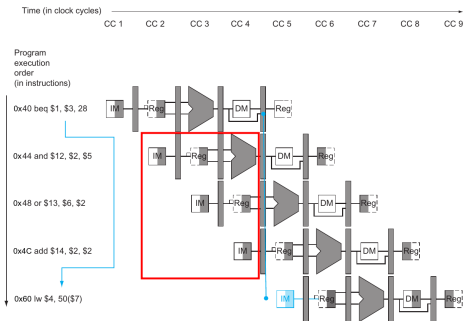 Time (in clock cycles)
CC 1 CC 2 CC 3 CC 4 CC 5 CC 6 CC 7 CC 8 CC 9
Program
execution
order
(in instructions)
0x40 beq $1, $3, 28
IM Reg DM Reg
0x44 and $12, $2, $5
IM Reg DM Reg
0x48 or $13, $6, $2
IM Reg DM Reg
0x4C add $14, $2, $2
IM Reg DM Reg
0x60 lw $4, 50($7)
IM Reg DM Reg